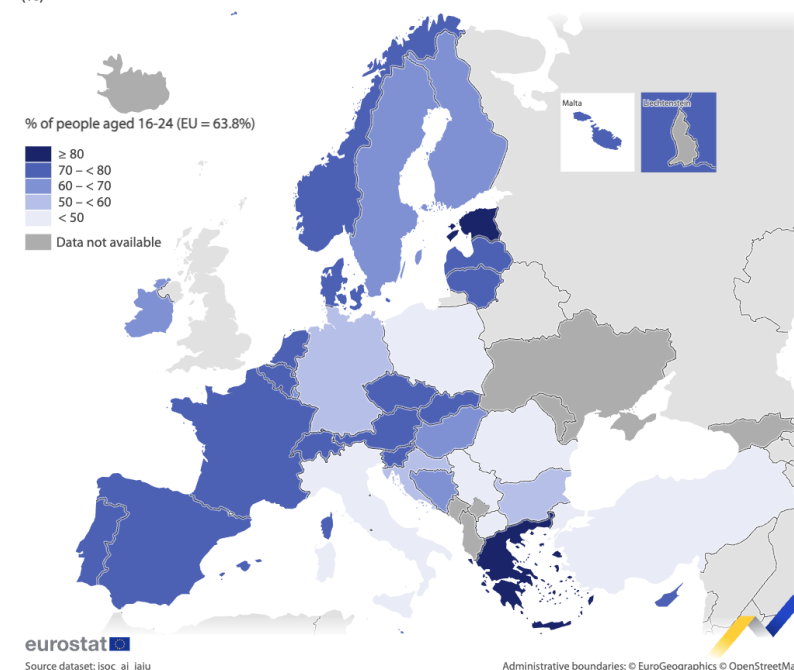 % of people aged 16-24 (EU = 63.8%)
≥ 80
70 – < 80
60 – < 70
50 – < 60
< 50
Data not available
Malta
Liechtenstein
eurostat
Source dataset: isoc_ai_iaiu
Administrative boundaries: © EuroGeographics © OpenStreetMa